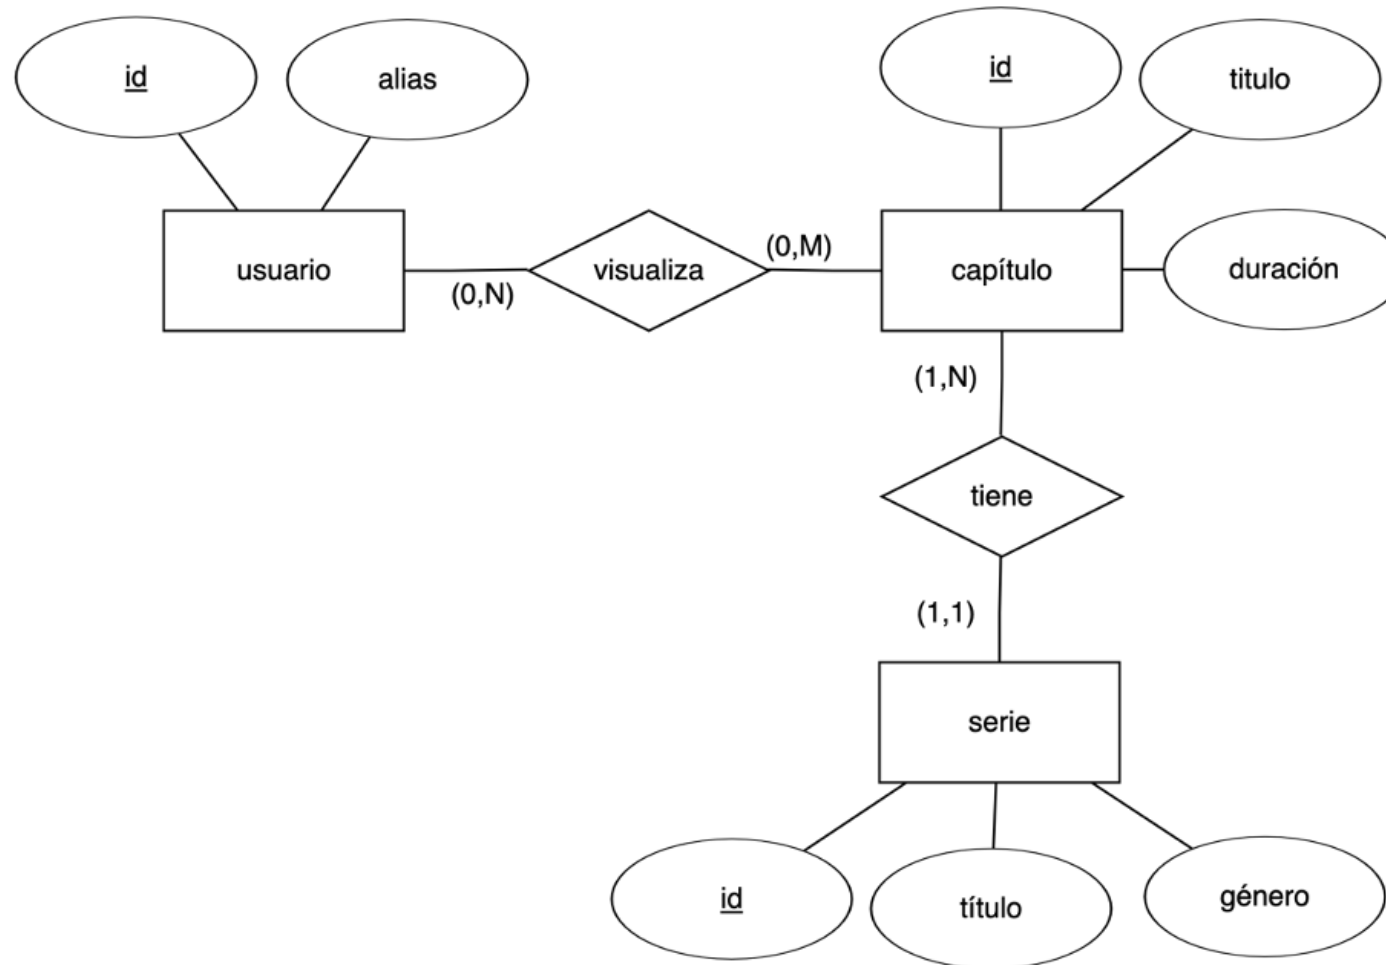 id
alias
id
titulo
usuario
(0,N)
visualiza
(0,M)
capítulo
duración
(1,N)
tiene
(1,1)
serie
id
título
género